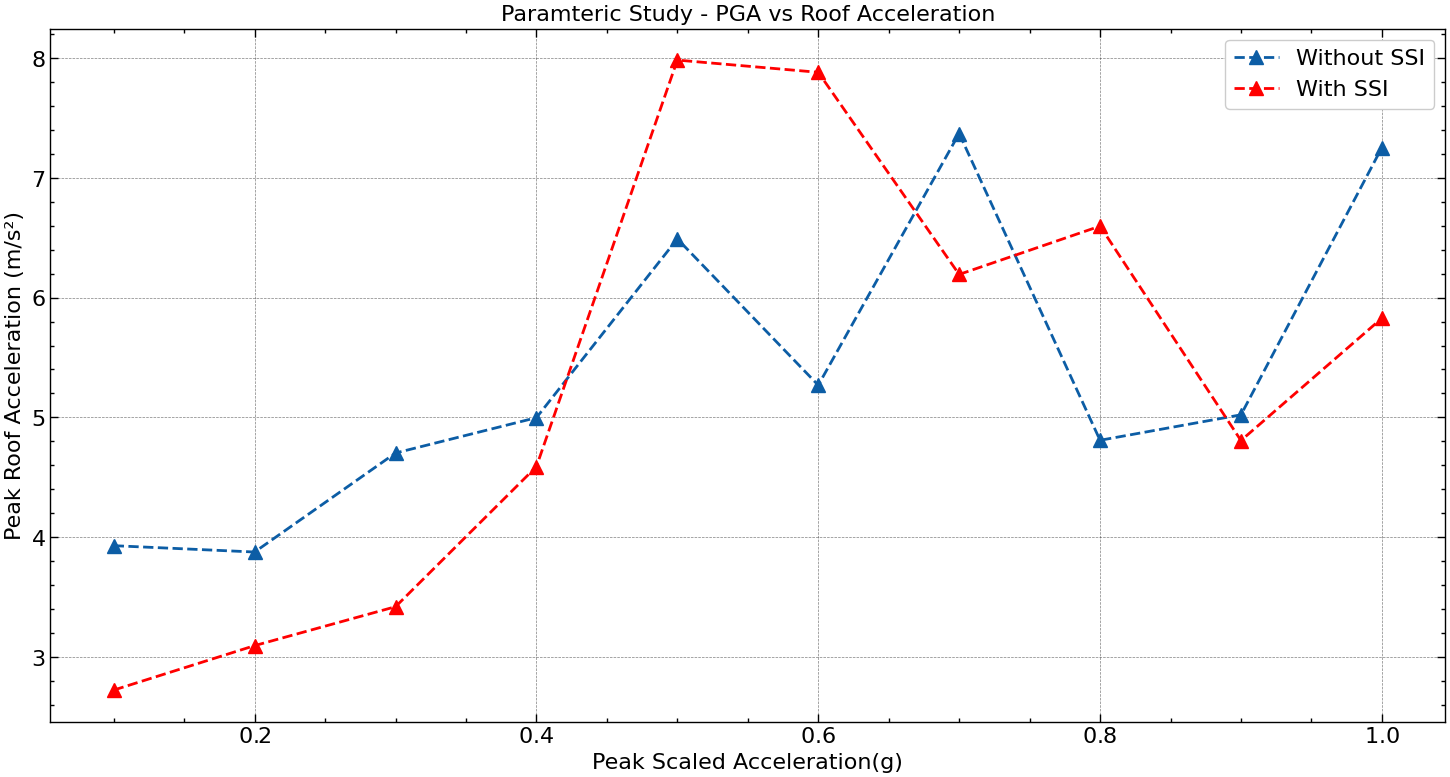 Paramteric Study - PGA vs Roof Acceleration
Without SSI
With SSI
Peak Roof Acceleration (m/s²)
8
7
6
5
4
3
0.2
0.4
0.6
0.8
1.0
Peak Scaled Acceleration(g)